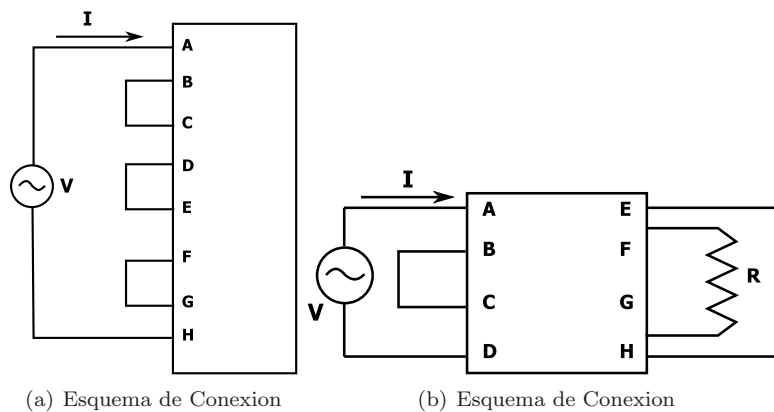 I
A
B
C
D
E
F
G
H
V
(a) Esquema de Conexion
I
A
B
C
D
E
F
G
H
V
R
(b) Esquema de Conexion